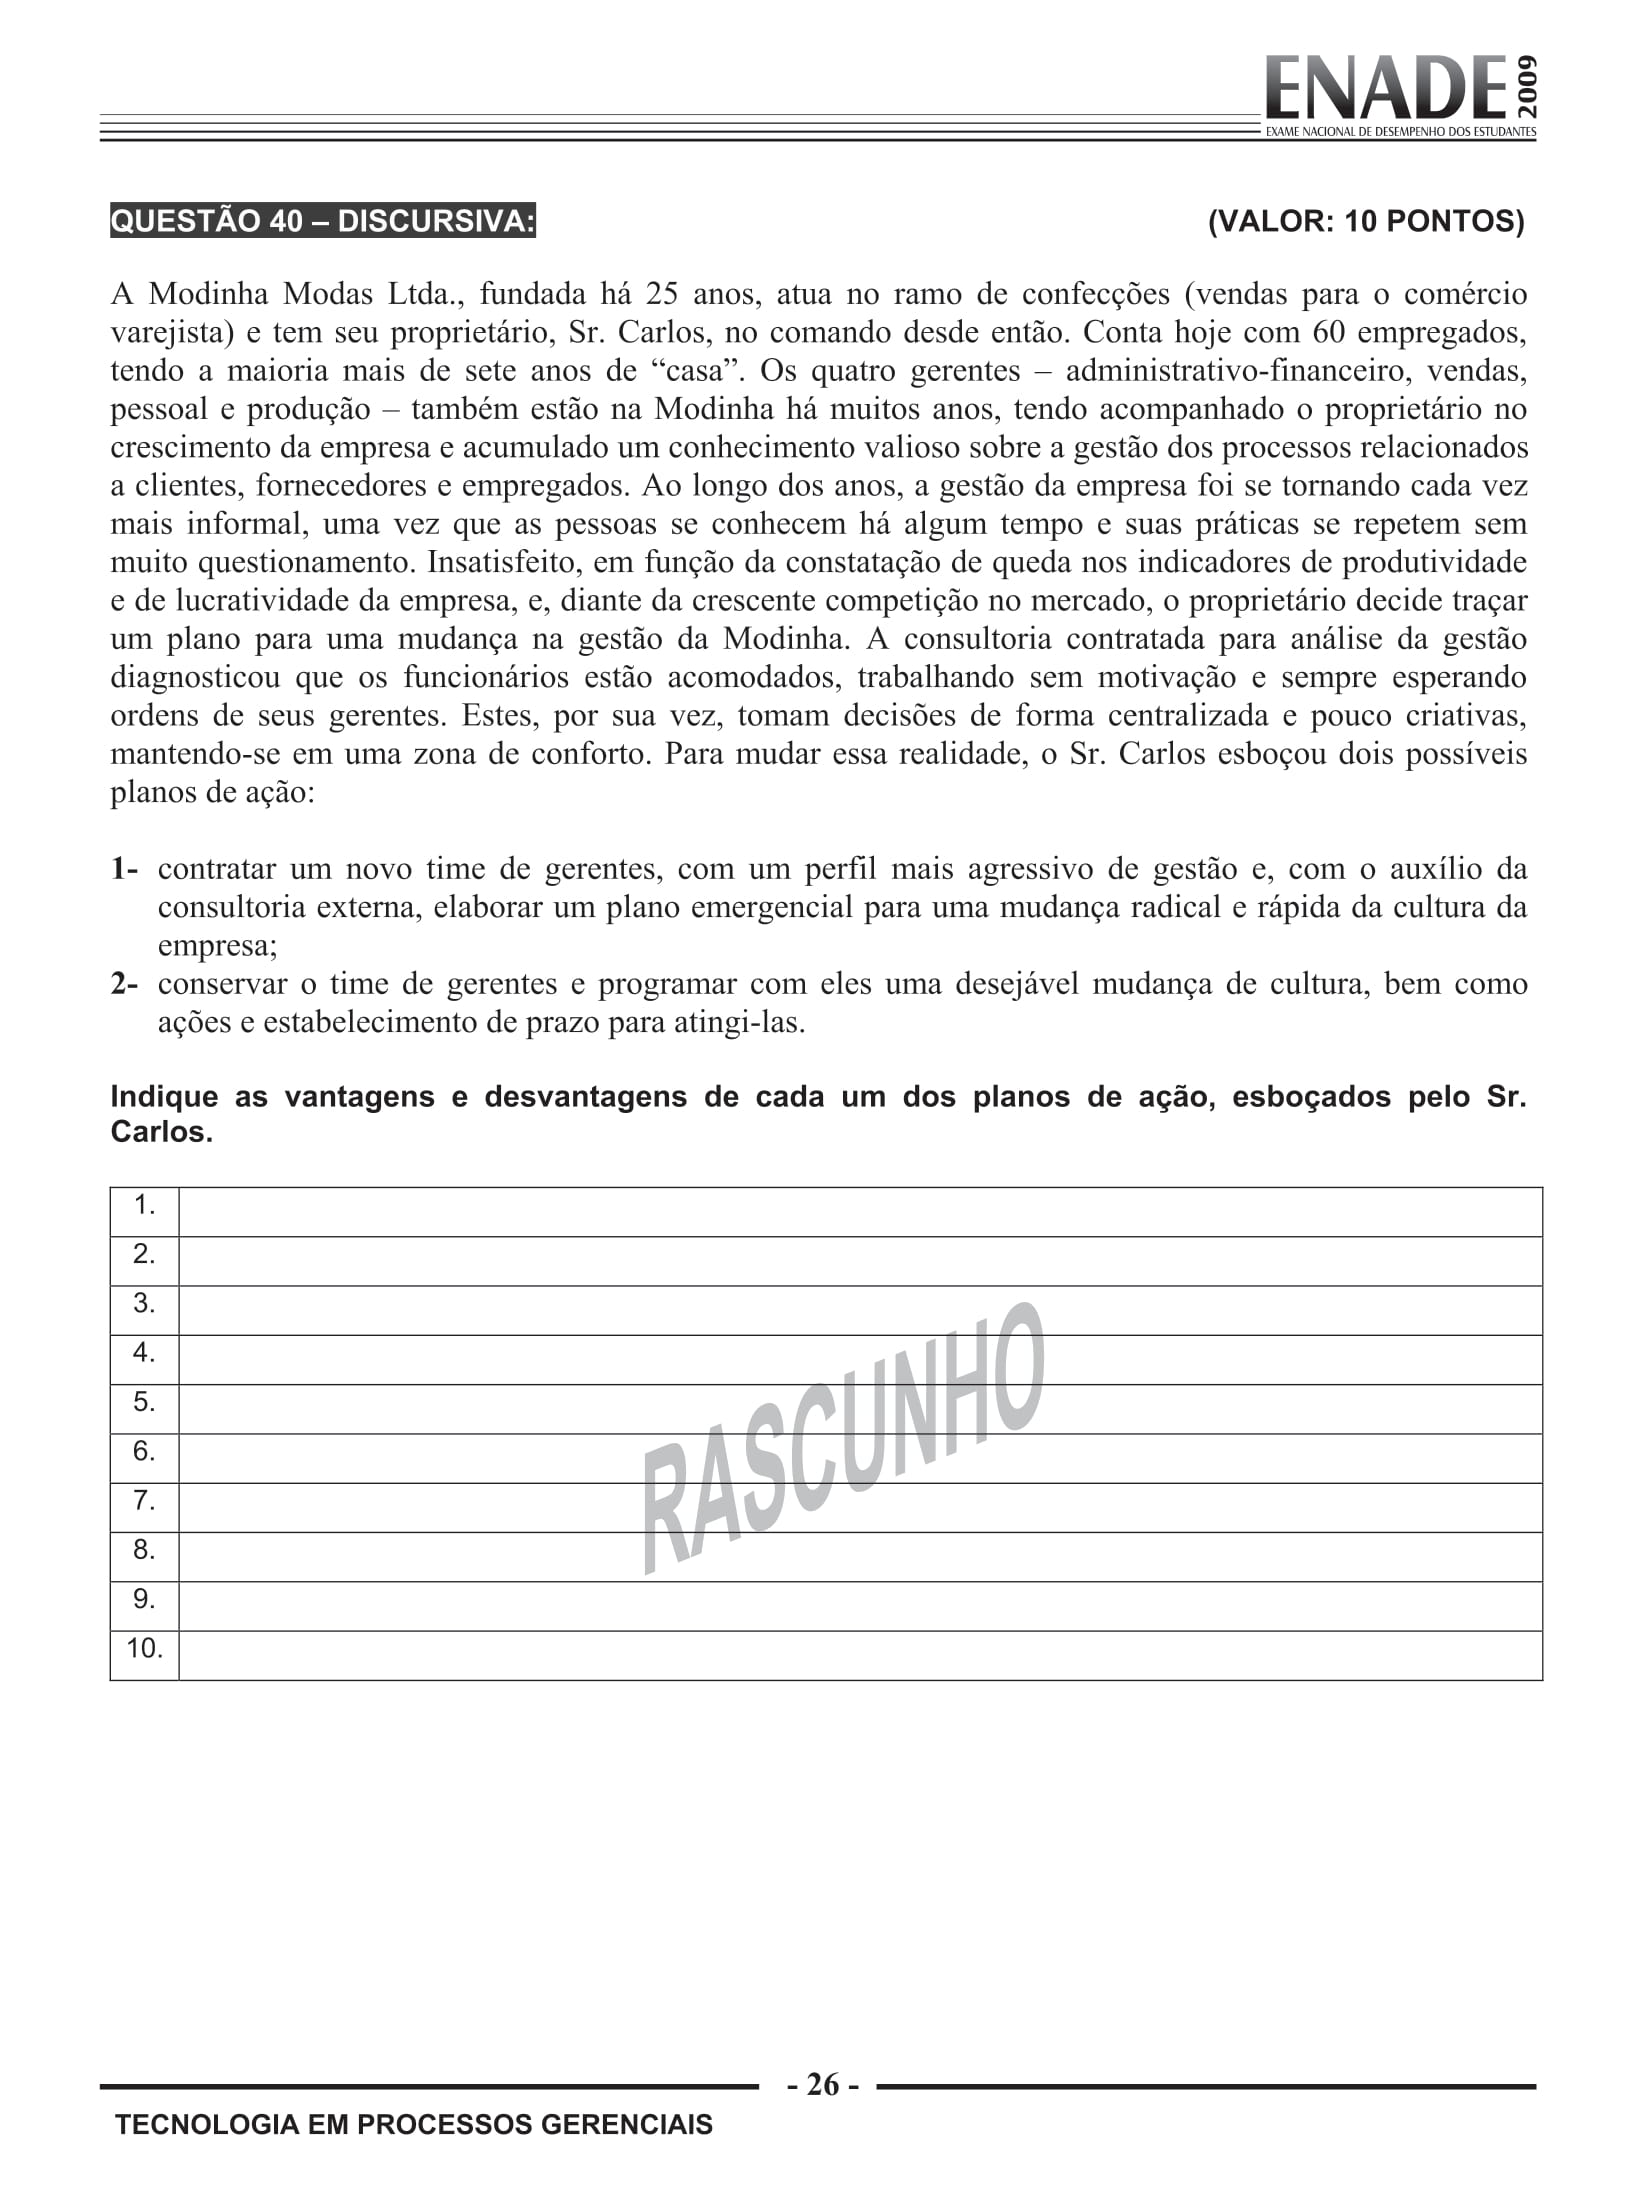 ENADE 2009
EXAME NACIONAL DE DESEMPENHO DOS ESTUDANTES
QUESTÃO 40 – DISCURSIVA: (VALOR: 10 PONTOS)
A Modinha Modas Ltda., fundada há 25 anos, atua no ramo de confecções (vendas para o comércio
varejista) e tem seu proprietário, Sr. Carlos, no comando desde então. Conta hoje com 60 empregados,
tendo a maioria mais de sete anos de “casa”. Os quatro gerentes – administrativo-financeiro, vendas,
pessoal e produção – também estão na Modinha há muitos anos, tendo acompanhado o proprietário no
crescimento da empresa e acumulado um conhecimento valioso sobre a gestão dos processos relacionados
a clientes, fornecedores e empregados. Ao longo dos anos, a gestão da empresa foi se tornando cada vez
mais informal, uma vez que as pessoas se conhecem há algum tempo e suas práticas se repetem sem
muito questionamento. Insatisfeito, em função da constatação de queda nos indicadores de produtividade
e de lucratividade da empresa, e, diante da crescente competição no mercado, o proprietário decide traçar
um plano para uma mudança na gestão da Modinha. A consultoria contratada para análise da gestão
diagnosticou que os funcionários estão acomodados, trabalhando sem motivação e sempre esperando
ordens de seus gerentes. Estes, por sua vez, tomam decisões de forma centralizada e pouco criativas,
mantendo-se em uma zona de conforto. Para mudar essa realidade, o Sr. Carlos esboçou dois possíveis
planos de ação:
1- contratar um novo time de gerentes, com um perfil mais agressivo de gestão e, com o auxílio da
consultoria externa, elaborar um plano emergencial para uma mudança radical e rápida da cultura da
empresa;
2- conservar o time de gerentes e programar com eles uma desejável mudança de cultura, bem como
ações e estabelecimento de prazo para atingi-las.
Indique as vantagens e desvantagens de cada um dos planos de ação, esboçados pelo Sr.
Carlos.
1.
2.
3.
4.
5.
6.
7.
8.
9.
10.
RASCUNHO
- 26 -
TECNOLOGIA EM PROCESSOS GERENCIAIS